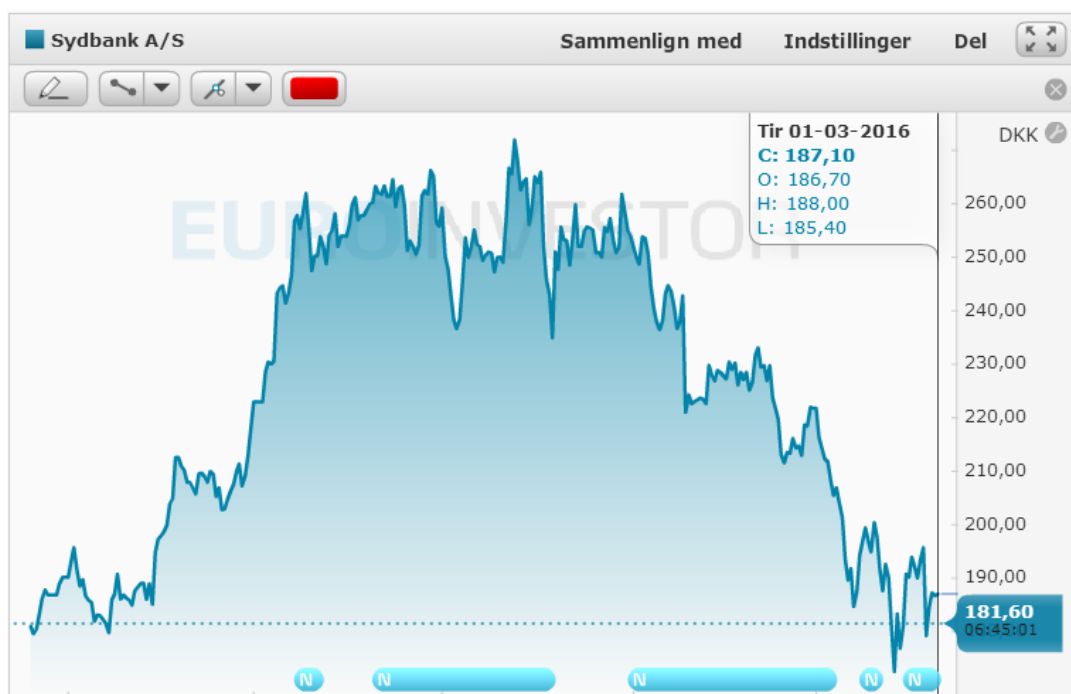 Sydbank A/S
Sammenlign med
Indstillinger
Del
Tir 01-03-2016
C: 187,10
O: 186,70
H: 188,00
L: 185,40
DKK
EUROINVESTOR
260,00
250,00
240,00
230,00
220,00
210,00
200,00
190,00
181,60
06:45:01
N
N
N
N
N